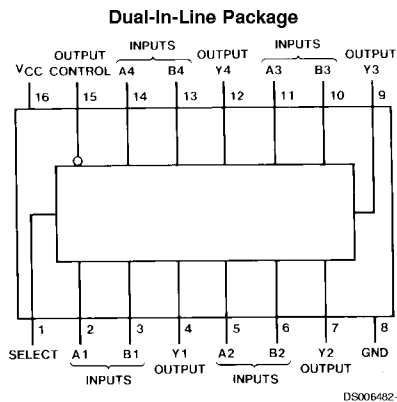 Dual-In-Line Package
OUTPUT INPUTS OUTPUT INPUTS OUTPUT
VCC CONTROL A4 B4 Y4 A3 B3 Y3
16 15 14 13 12 11 10 9
1 2 3 4 5 6 7 8
SELECT A1 B1 Y1 A2 B2 Y2 GND
INPUTS OUTPUT INPUTS OUTPUT
DS006482-